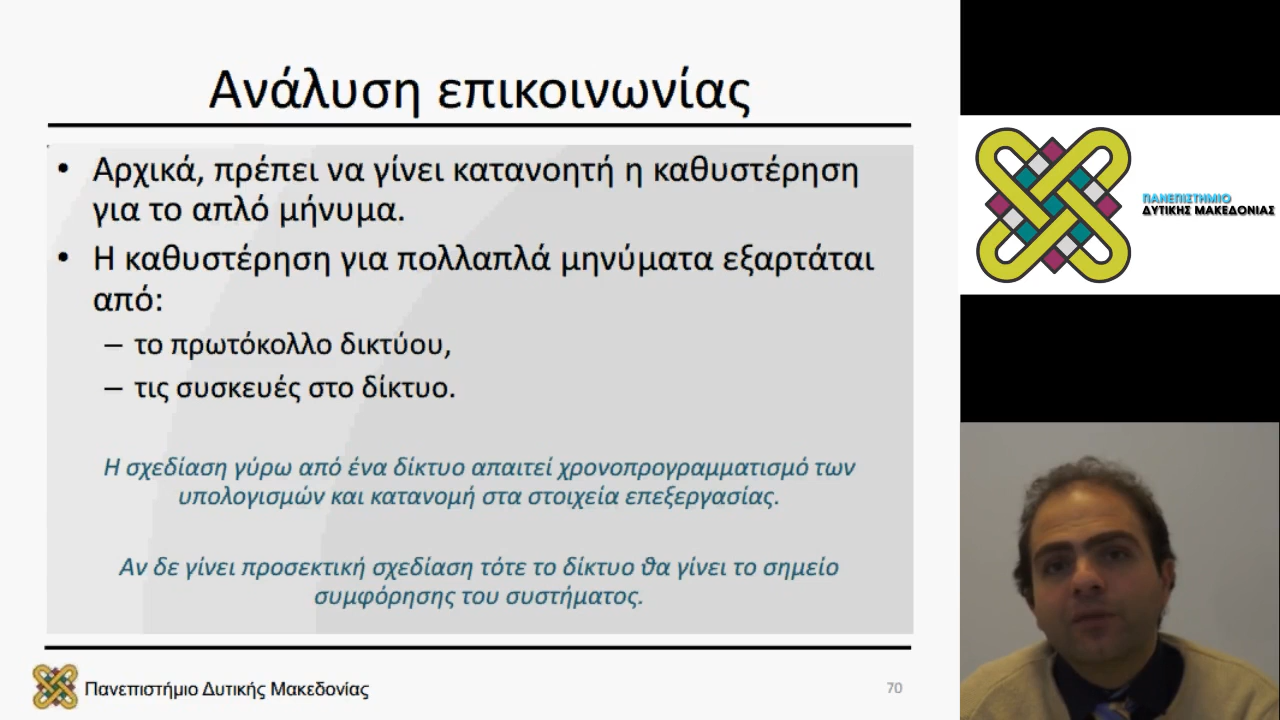 Ανάλυση επικοινωνίας
• Αρχικά, πρέπει να γίνει κατανοητή η καθυστέρηση
για το απλό μήνυμα.
• Η καθυστέρηση για πολλαπλά μηνύματα εξαρτάται
από:
– το πρωτόκολλο δικτύου,
– τις συσκευές στο δίκτυο.
Η σχεδίαση γύρω από ένα δίκτυο απαιτεί χρονοπρογραμματισμό των
υπολογισμών και κατανομή στα στοιχεία επεξεργασίας.
Αν δε γίνει προσεκτική σχεδίαση τότε το δίκτυο θα γίνει το σημείο
συμφόρησης του συστήματος.
Πανεπιστήμιο Δυτικής Μακεδονίας
70
ΠΑΝΕΠΙΣΤΗΜΙΟ
ΔΥΤΙΚΗΣ ΜΑΚΕΔΟΝΙΑΣ